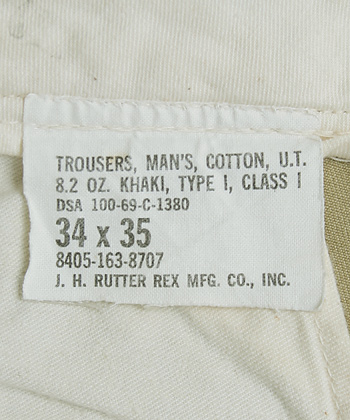 TROUSERS, MAN'S, COTTON, U.T.
8.2 OZ. KHAKI, TYPE I, CLASS I
DSA 100-69-C-1380
34 x 35
8405-163-8707
J. H. RUTTER REX MFG. CO., INC.